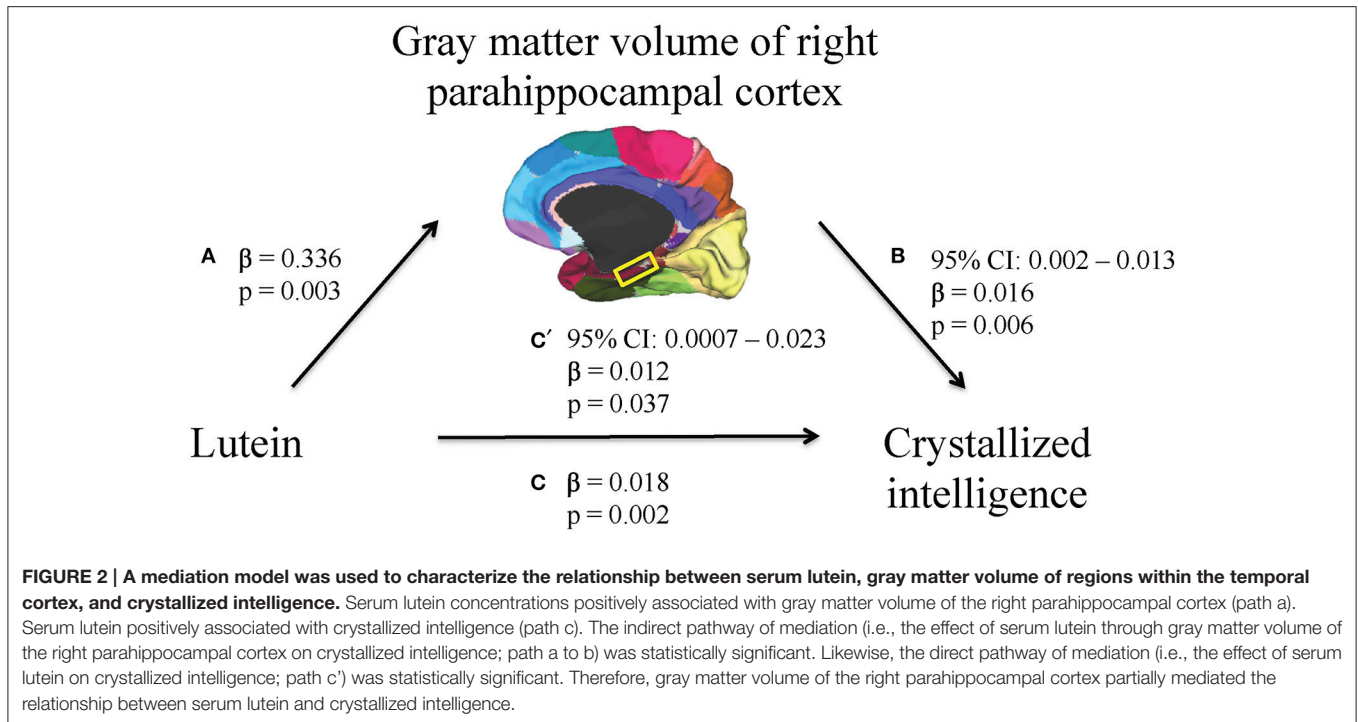 Gray matter volume of right
parahippocampal cortex
A β = 0.336
p = 0.003
B 95% CI: 0.002 – 0.013
β = 0.016
p = 0.006
C′ 95% CI: 0.0007 – 0.023
β = 0.012
p = 0.037
Lutein
Crystallized
intelligence
C β = 0.018
p = 0.002
FIGURE 2 | A mediation model was used to characterize the relationship between serum lutein, gray matter volume of regions within the temporal
cortex, and crystallized intelligence. Serum lutein concentrations positively associated with gray matter volume of the right parahippocampal cortex (path a).
Serum lutein positively associated with crystallized intelligence (path c). The indirect pathway of mediation (i.e., the effect of serum lutein through gray matter volume of
the right parahippocampal cortex on crystallized intelligence; path a to b) was statistically significant. Likewise, the direct pathway of mediation (i.e., the effect of serum
lutein on crystallized intelligence; path c’) was statistically significant. Therefore, gray matter volume of the right parahippocampal cortex partially mediated the
relationship between serum lutein and crystallized intelligence.